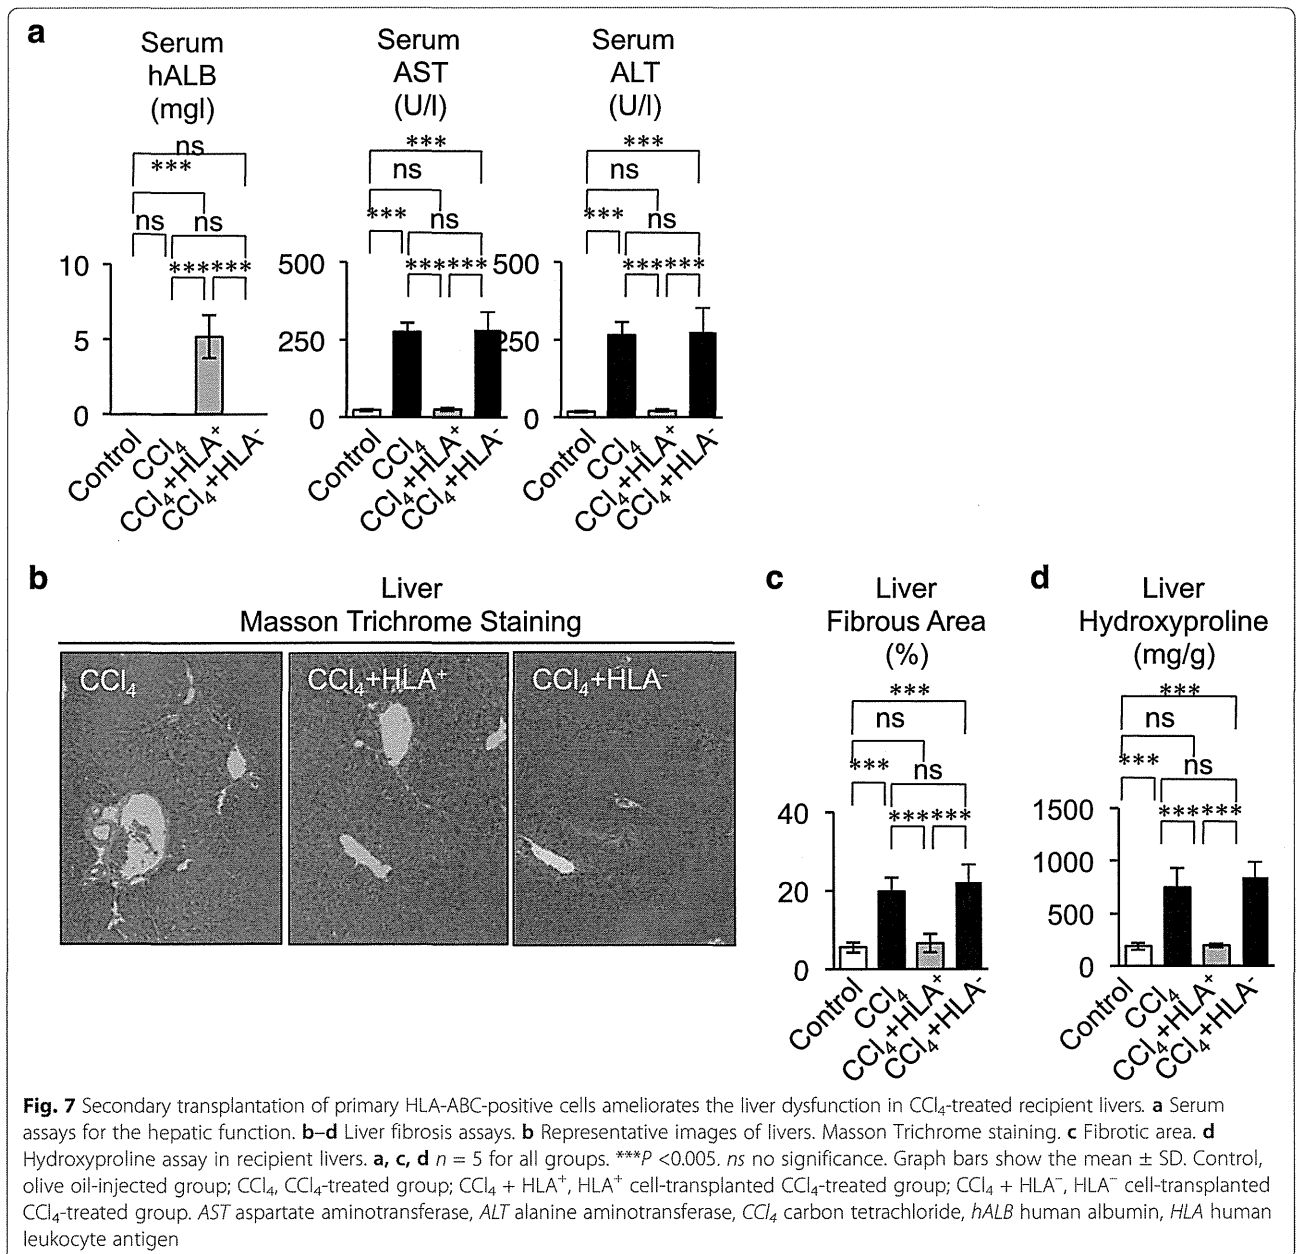 a
Serum
hALB
(mgl)
Serum
AST
(U/l)
Serum
ALT
(U/l)
ns
***
ns
ns
***
***
10
5
0
Control
CCl₄
CCl₄+HLA⁺
CCl₄+HLA⁻
***
ns
***
ns
***
***
500
250
0
Control
CCl₄
CCl₄+HLA⁺
CCl₄+HLA⁻
***
ns
***
ns
***
***
500
250
0
Control
CCl₄
CCl₄+HLA⁺
CCl₄+HLA⁻
b
Liver
Masson Trichrome Staining
CCl₄
CCl₄+HLA⁺
CCl₄+HLA⁻
c
Liver
Fibrous Area
(%)
***
ns
***
ns
***
***
40
20
0
Control
CCl₄
CCl₄+HLA⁺
CCl₄+HLA⁻
d
Liver
Hydroxyproline
(mg/g)
***
ns
***
ns
***
***
1500
1000
500
0
Control
CCl₄
CCl₄+HLA⁺
CCl₄+HLA⁻
Fig. 7 Secondary transplantation of primary HLA-ABC-positive cells ameliorates the liver dysfunction in CCl₄-treated recipient livers. a Serum
assays for the hepatic function. b–d Liver fibrosis assays. b Representative images of livers. Masson Trichrome staining. c Fibrotic area. d
Hydroxyproline assay in recipient livers. a, c, d n = 5 for all groups. ***P <0.005. ns no significance. Graph bars show the mean ± SD. Control,
olive oil-injected group; CCl₄, CCl₄-treated group; CCl₄ + HLA⁺, HLA⁺ cell-transplanted CCl₄-treated group; CCl₄ + HLA⁻, HLA⁻ cell-transplanted
CCl₄-treated group. AST aspartate aminotransferase, ALT alanine aminotransferase, CCl₄ carbon tetrachloride, hALB human albumin, HLA human
leukocyte antigen